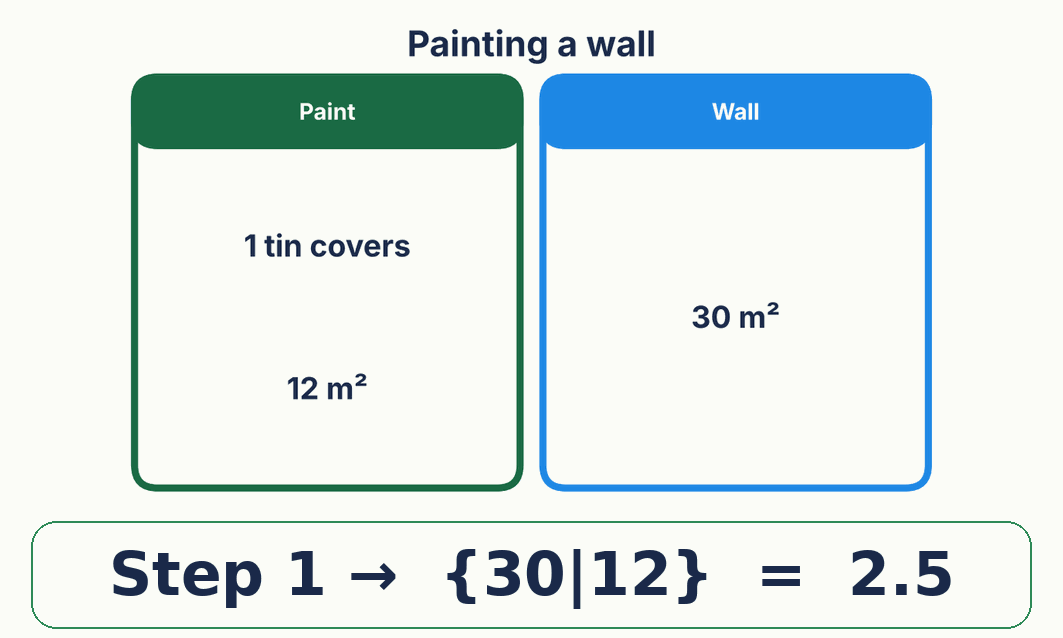 Painting a wall
Paint
Wall
1 tin covers
30 m²
12 m²
Step 1 → {30|12} = 2.5